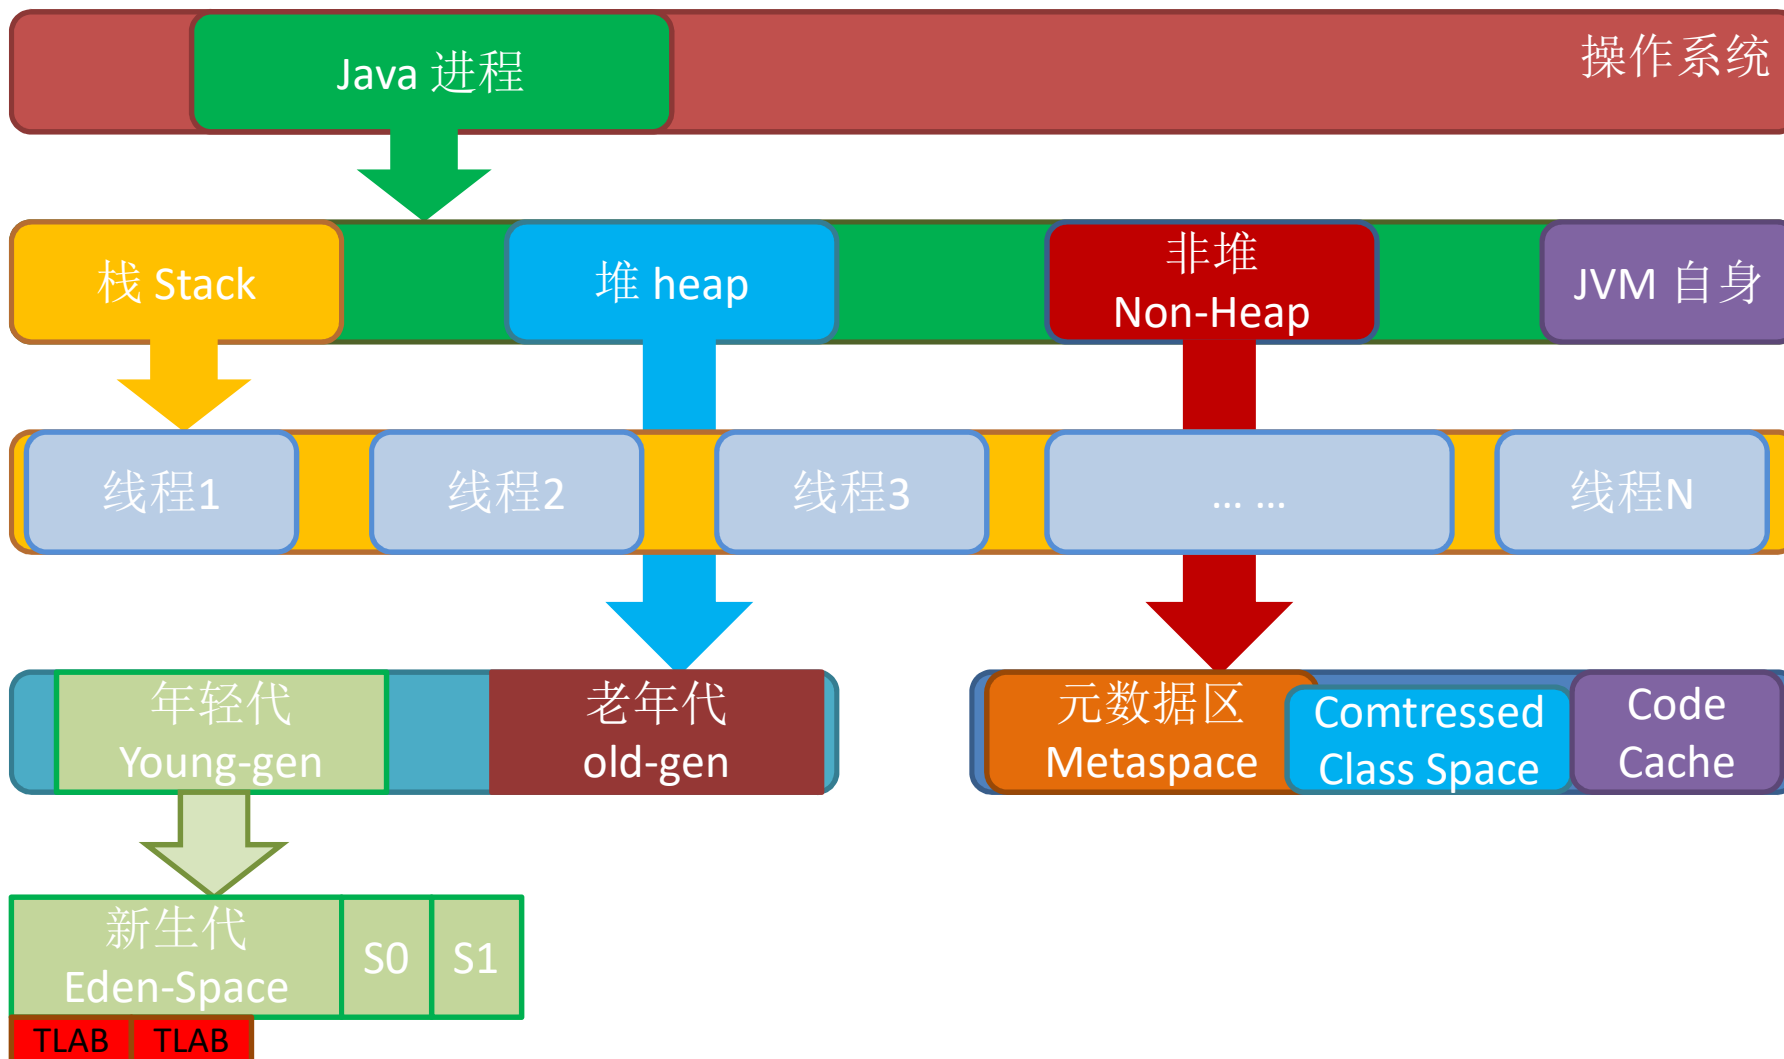 Java 进程
操作系统
栈 Stack
堆 heap
非堆
Non-Heap
JVM 自身
线程1
线程2
线程3
... ...
线程N
年轻代
Young-gen
老年代
old-gen
元数据区
Metaspace
Comtressed
Class Space
Code
Cache
新生代
Eden-Space
S0
S1
TLAB
TLAB